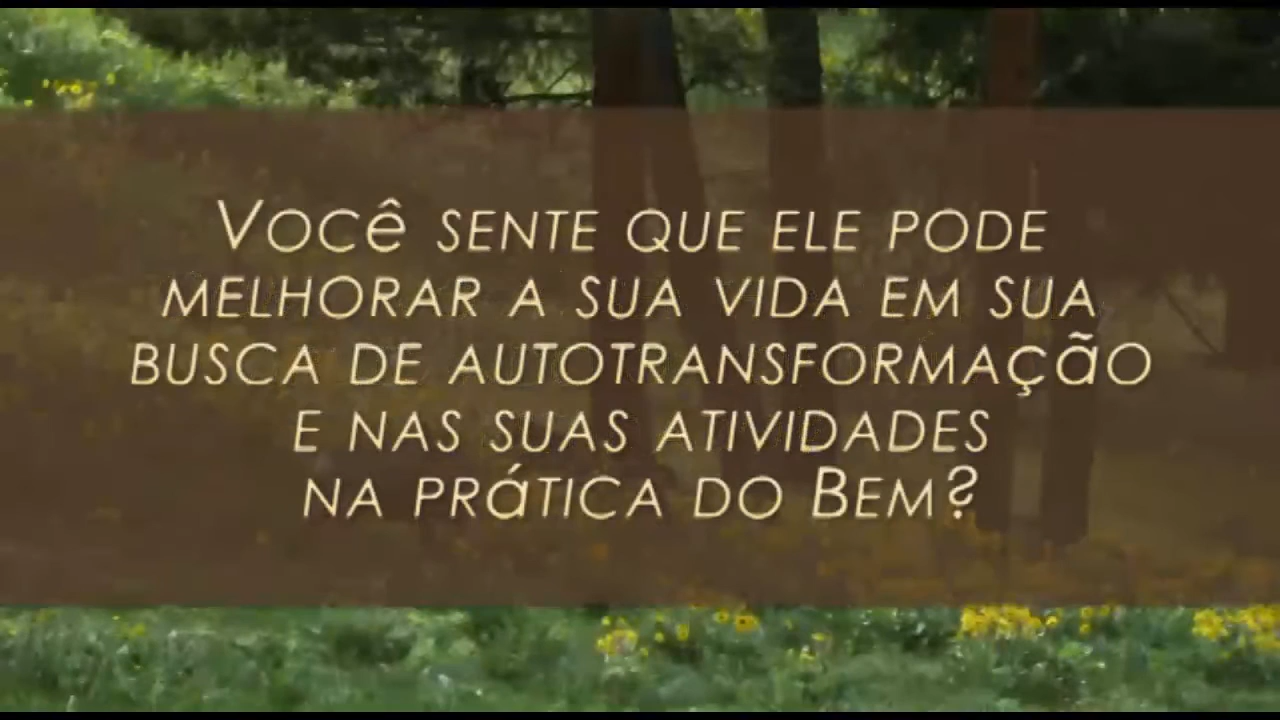 Você sente que ele pode
melhorar a sua vida em sua
busca de autotransformação
e nas suas atividades
na prática do Bem?